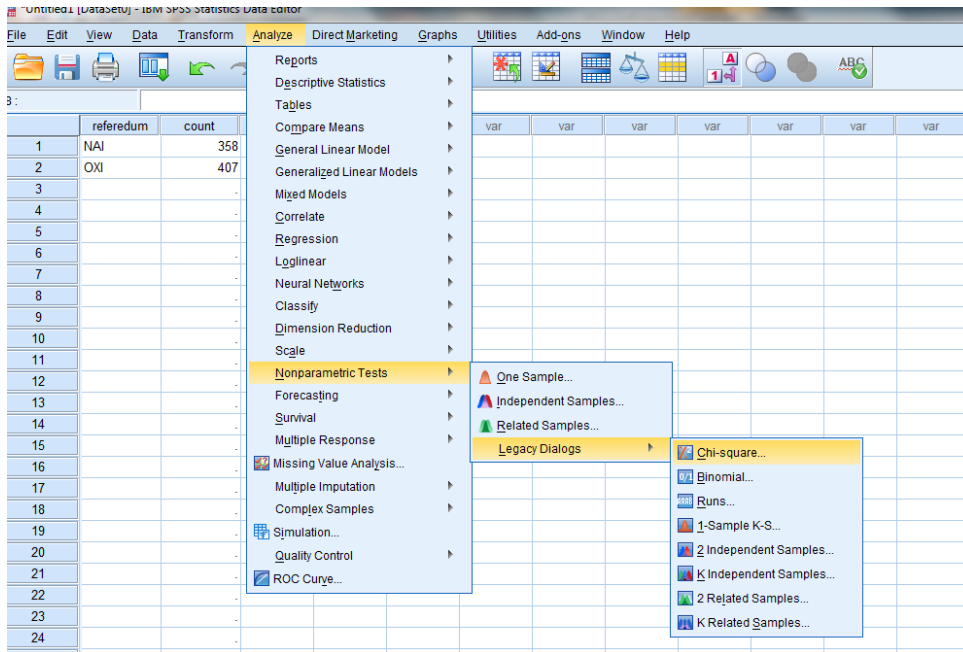 *Untitled1 [DataSet0] - IBM SPSS Statistics Data Editor
File Edit View Data Transform Analyze Direct Marketing Graphs Utilities Add-ons Window Help
A
1
ABC
referedum count var var var var var var var
1 NAI 358
2 OXI 407
3 .
4 .
5 .
6 .
7 .
8 .
9 .
10 .
11 .
12 .
13 .
14 .
15 .
16 .
17 .
18 .
19 .
20 .
21 .
22 .
23 .
24 .
Reports
Descriptive Statistics
Tables
Compare Means
General Linear Model
Generalized Linear Models
Mixed Models
Correlate
Regression
Loglinear
Neural Networks
Classify
Dimension Reduction
Scale
Nonparametric Tests
Forecasting
Survival
Multiple Response
Missing Value Analysis...
Multiple Imputation
Complex Samples
Simulation...
Quality Control
ROC Curve...
One Sample...
Independent Samples...
Related Samples...
Legacy Dialogs
Chi-square...
0/1 Binomial...
Runs...
1-Sample K-S...
2 Independent Samples...
K Independent Samples...
2 Related Samples...
K Related Samples...